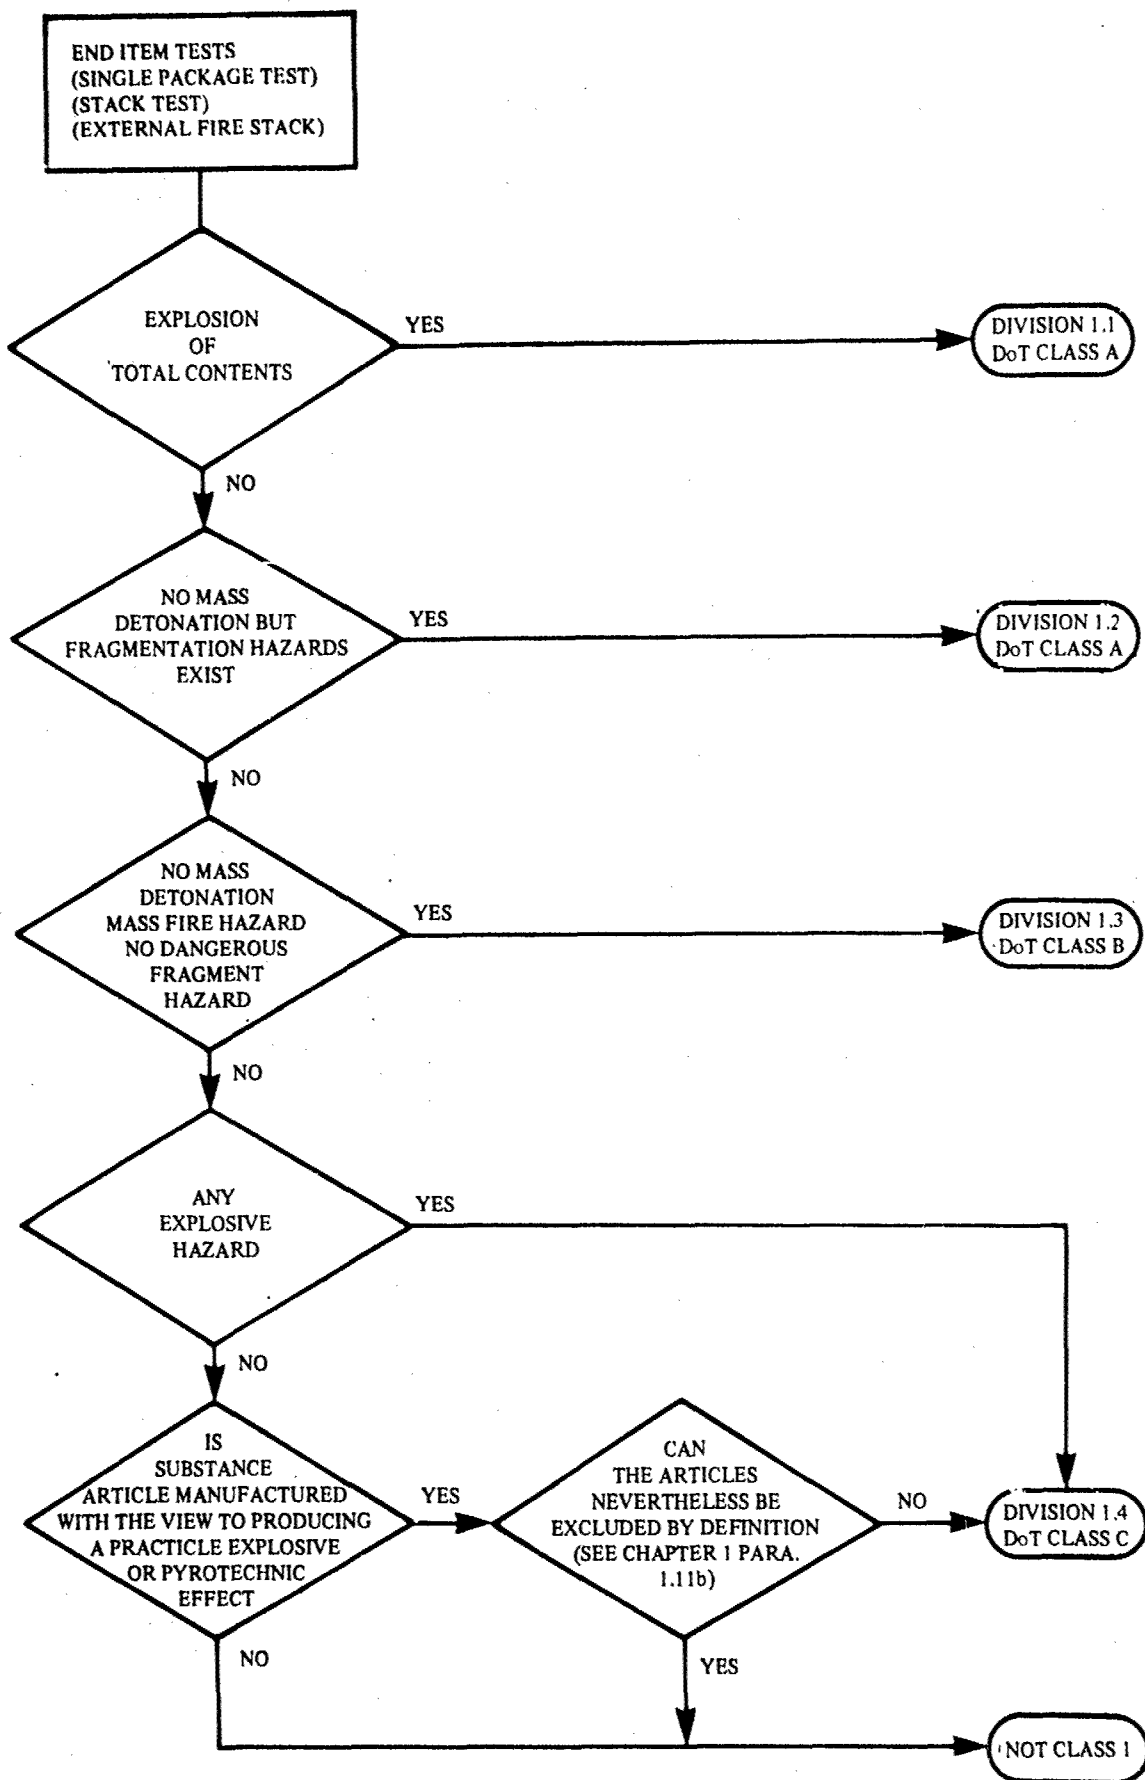 END ITEM TESTS
(SINGLE PACKAGE TEST)
(STACK TEST)
(EXTERNAL FIRE STACK)
EXPLOSION
OF
TOTAL CONTENTS
YES
DIVISION 1.1
DoT CLASS A
NO
NO MASS
DETONATION BUT
FRAGMENTATION HAZARDS
EXIST
YES
DIVISION 1.2
DoT CLASS A
NO
NO MASS
DETONATION
MASS FIRE HAZARD
NO DANGEROUS
FRAGMENT
HAZARD
YES
DIVISION 1.3
DoT CLASS B
NO
ANY
EXPLOSIVE
HAZARD
YES
NO
IS
SUBSTANCE
ARTICLE MANUFACTURED
WITH THE VIEW TO PRODUCING
A PRACTICLE EXPLOSIVE
OR PYROTECHNIC
EFFECT
YES
CAN
THE ARTICLES
NEVERTHELESS BE
EXCLUDED BY DEFINITION
(SEE CHAPTER 1 PARA.
1.11b)
NO
DIVISION 1.4
DoT CLASS C
NO
YES
NOT CLASS 1